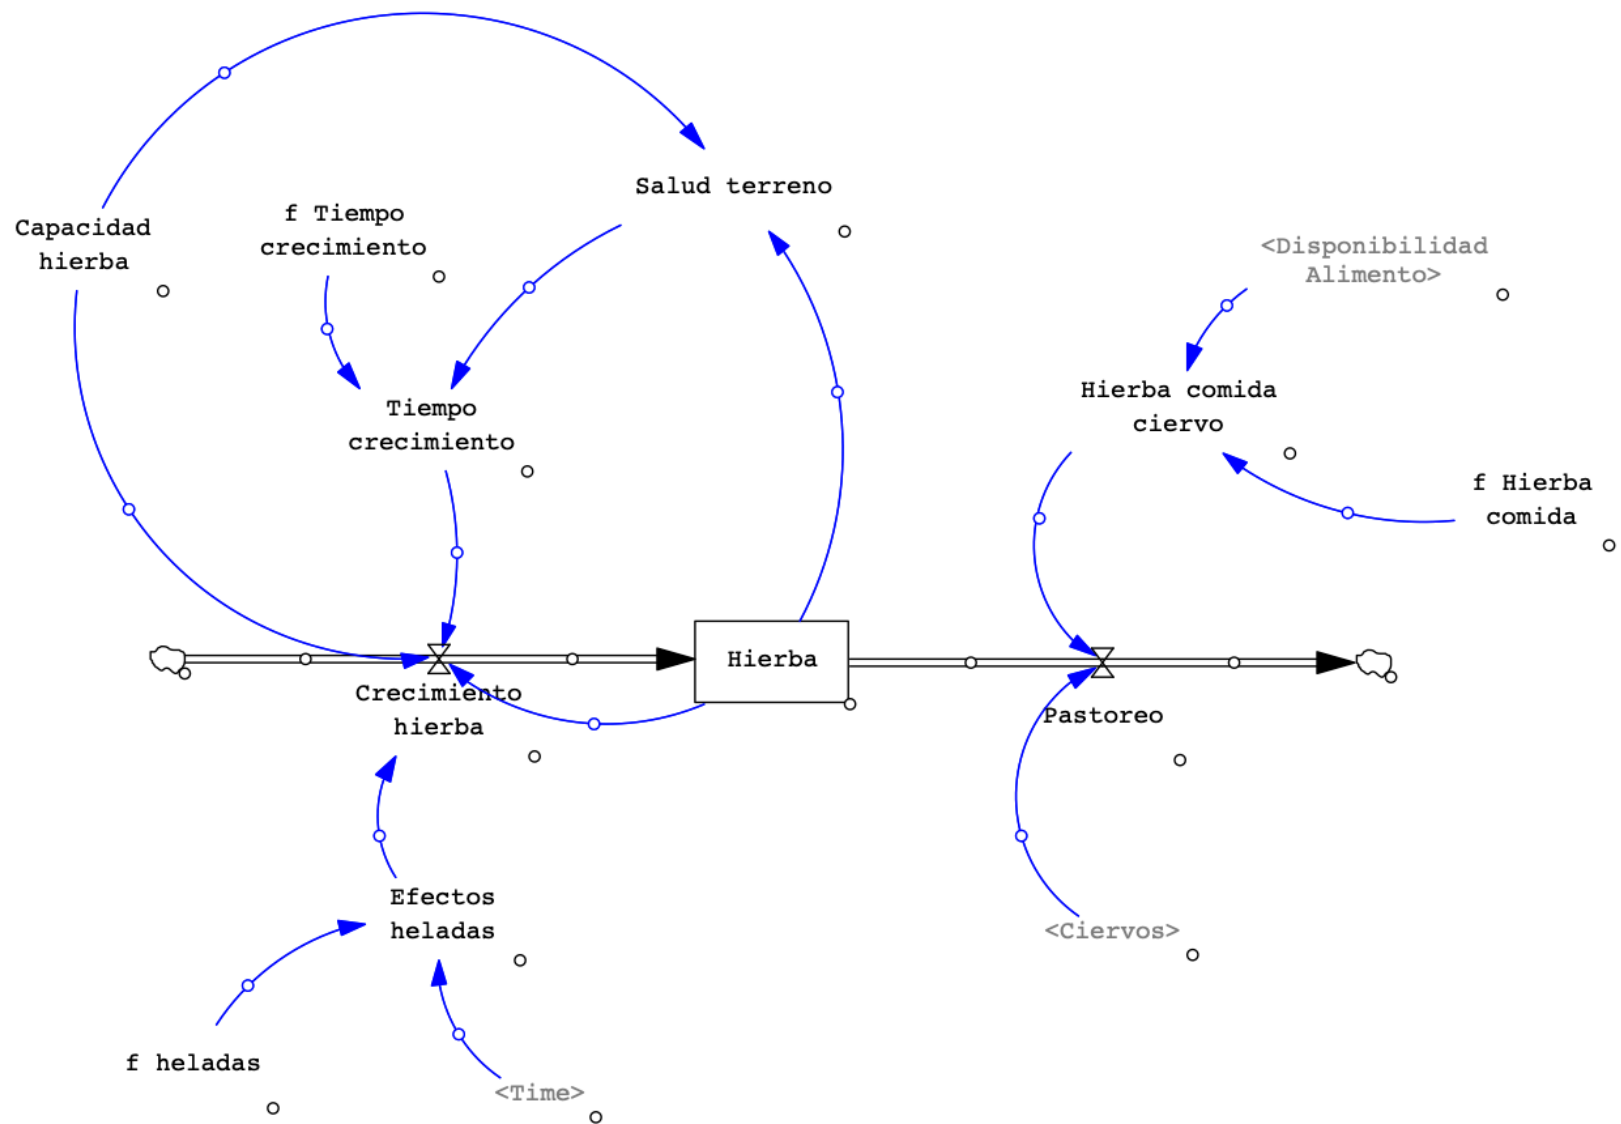 Salud terreno
f Tiempo
crecimiento
Capacidad
hierba
<Disponibilidad
Alimento>
Hierba comida
ciervo
Tiempo
crecimiento
f Hierba
comida
Hierba
Crecimiento
hierba
Pastoreo
Efectos
heladas
<Ciervos>
f heladas
<Time>